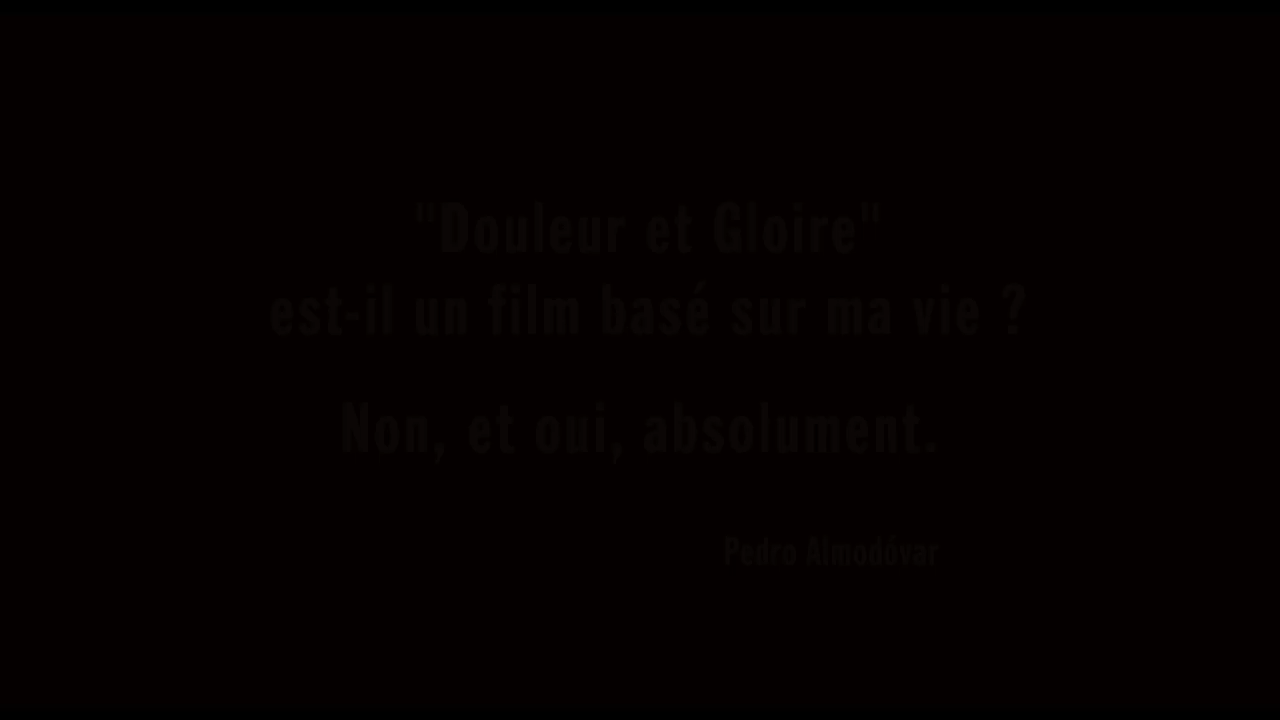 "Douleur et Gloire"
est-il un film basé sur ma vie ?
Non, et oui, absolument.
Pedro Almodóvar